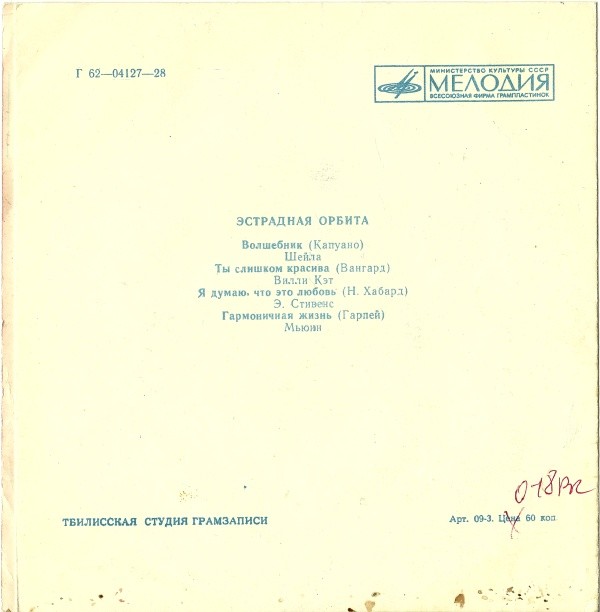 Г 62—04127—28
МИНИСТЕРСТВО КУЛЬТУРЫ СССР
МЕЛОДИЯ
ВСЕСОЮЗНАЯ ФИРМА ГРАМПЛАСТИНОК
ЭСТРАДНАЯ ОРБИТА
Волшебник (Капуано)
Шейла
Ты слишком красива (Вангард)
Вилли Кэт
Я думаю, что это любовь (Н. Хабард)
Э. Стивенс
Гармоничная жизнь (Гарпей)
Мьюин
ТБИЛИССКАЯ СТУДИЯ ГРАМЗАПИСИ
Арт. 09-3. Цена 60 коп.